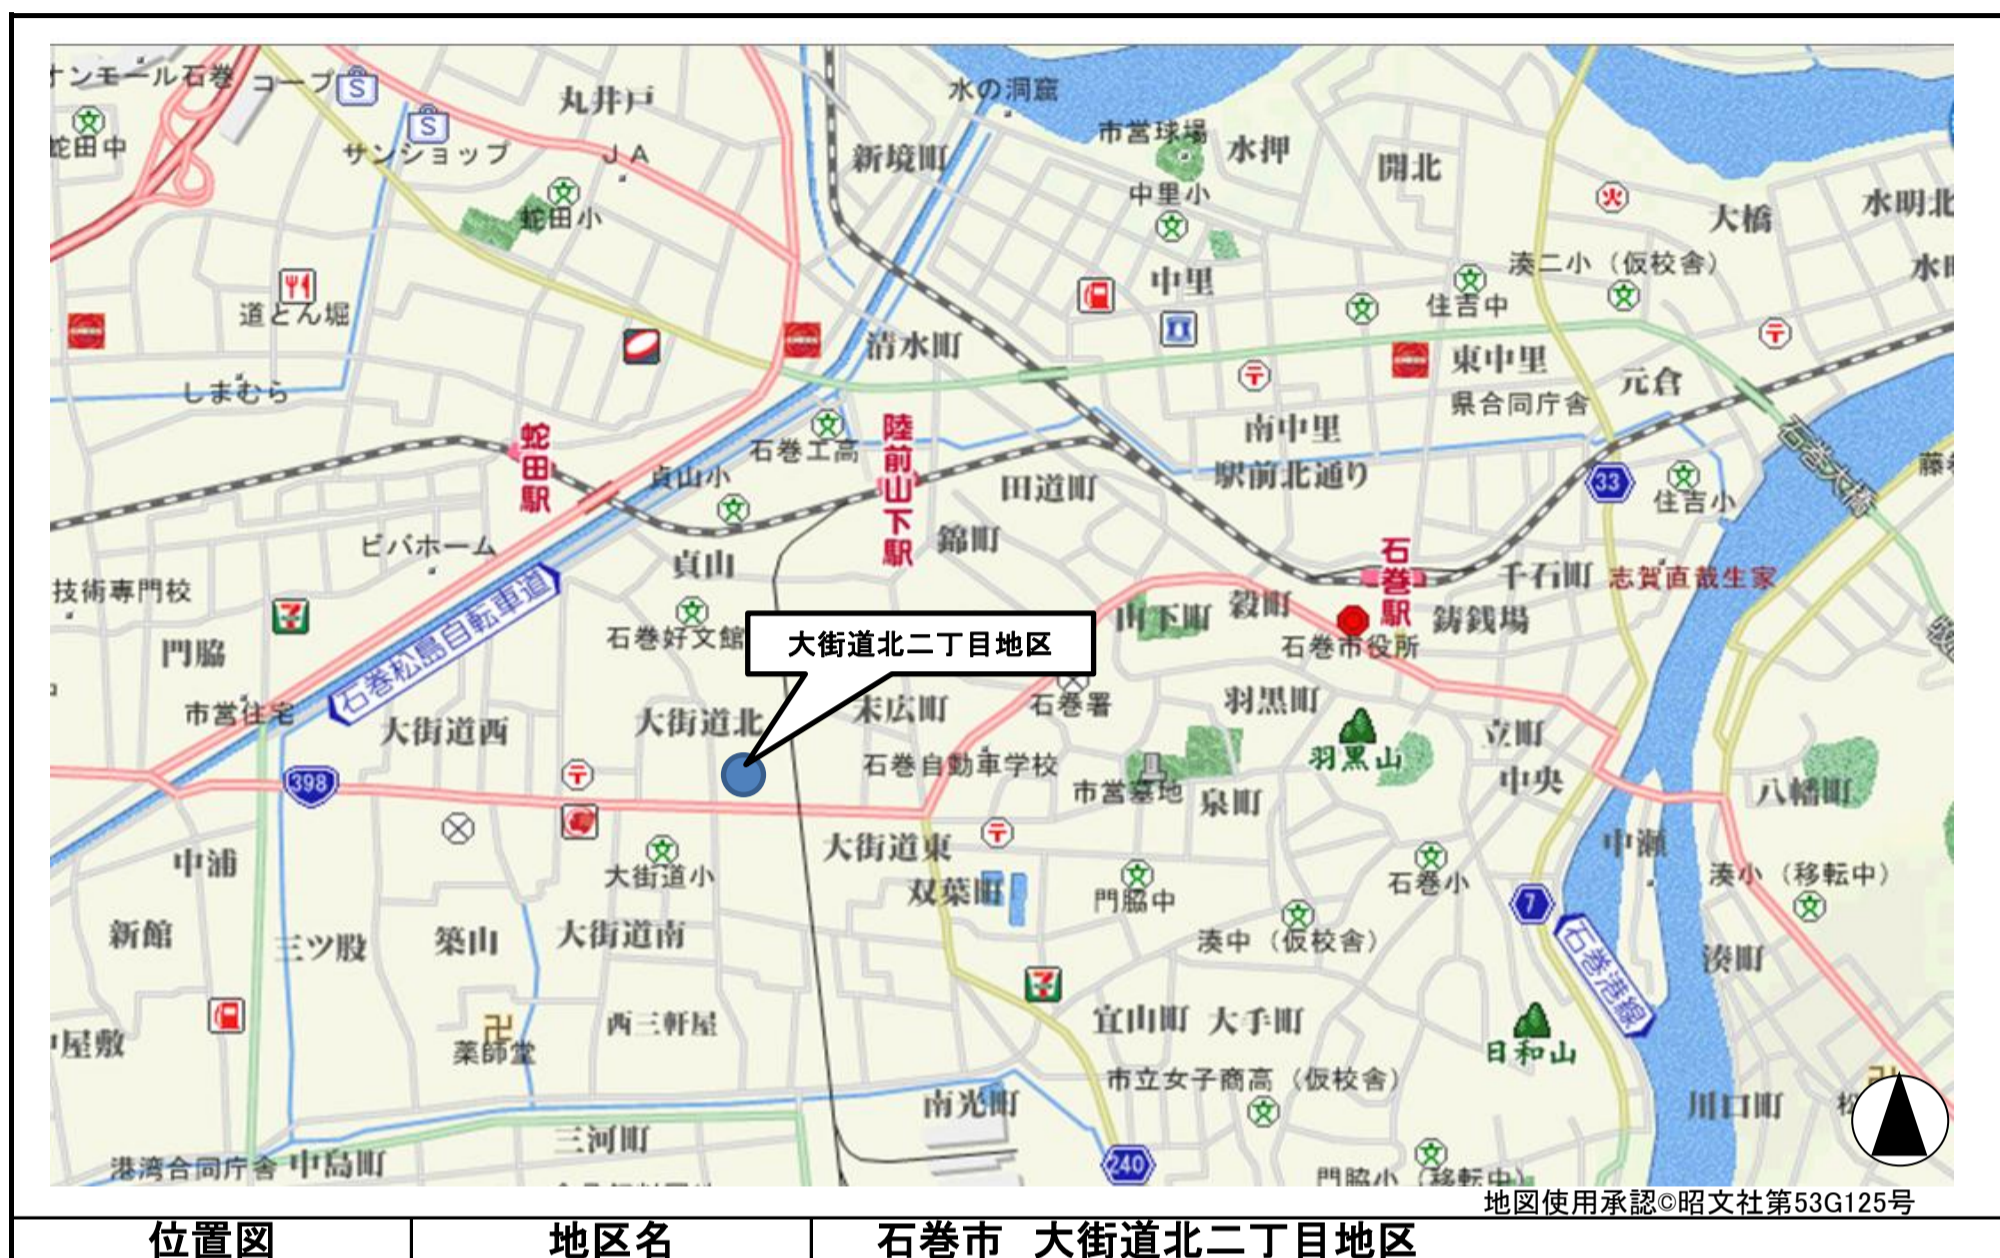 コープ
丸井戸
水の洞窟
蛇田中
サンショップ
JA
新境町
市営球場
水押
開北
蛇田小
中里小
大橋
水明北
道とん堀
中里
湊二小(仮校舎)
住吉中
清水町
しまむら
東中里
元倉
県合同庁舎
南中里
蛇田駅
石巻工高
陸前山下駅
貞山小
田道町
駅前北通り
33
住吉小
石巻大橋
ビバホーム
錦町
貞山
石巻駅
千石町
志賀直哉生家
技術専門校
石巻松島自転車道
石巻好文館
大街道北二丁目地区
山下町
穀町
石巻市役所
鋳銭場
門脇
市営住宅
大街道西
大街道北
末広町
石巻署
羽黒町
立町
羽黒山
398
石巻自動車学校
市営墓地
泉町
中央
八幡町
中浦
大街道小
大街道東
双葉町
門脇中
石巻小
中瀬
湊小(移転中)
7
新館
三ツ股
築山
大街道南
湊中(仮校舎)
石巻港線
湊町
西三軒屋
宜山町
大手町
屋敷
薬師堂
日和山
市立女子商高(仮校舎)
南光町
川口町
三河町
港湾合同庁舎
中島町
240
門脇小(移転中)
地図使用承認©昭文社第53G125号
位置図
地区名
石巻市 大街道北二丁目地区